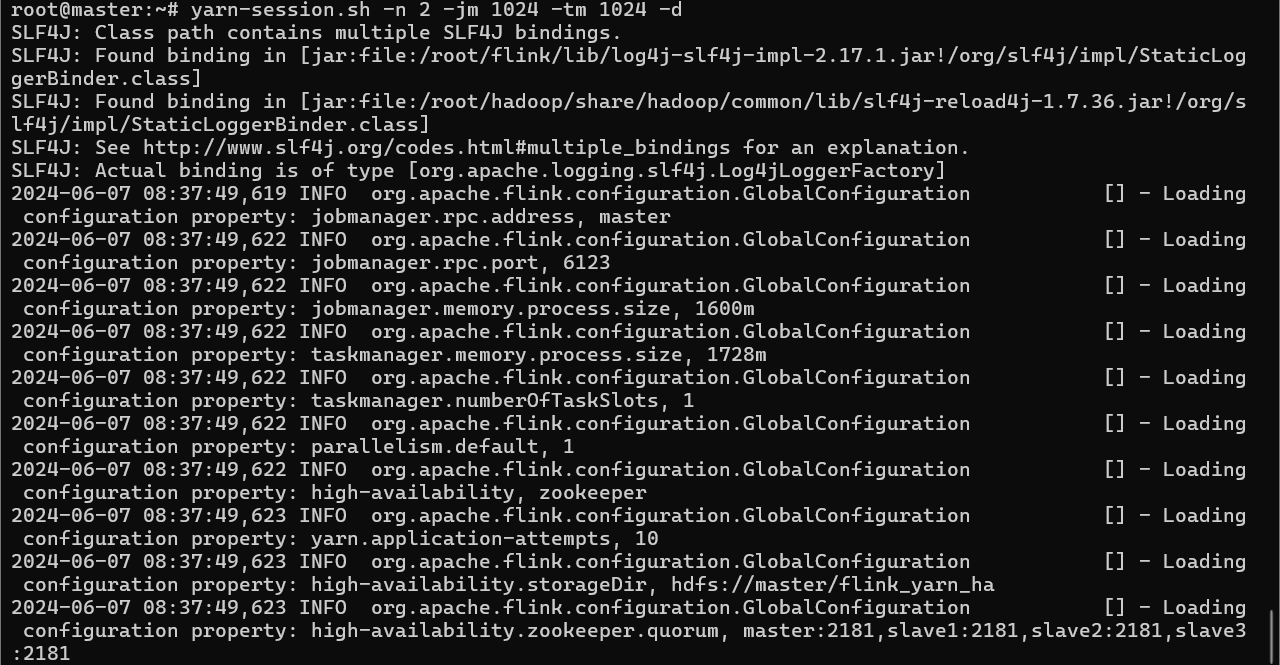 root@master:~# yarn-session.sh -n 2 -jm 1024 -tm 1024 -d
SLF4J: Class path contains multiple SLF4J bindings.
SLF4J: Found binding in [jar:file:/root/flink/lib/log4j-slf4j-impl-2.17.1.jar!/org/slf4j/impl/StaticLog
gerBinder.class]
SLF4J: Found binding in [jar:file:/root/hadoop/share/hadoop/common/lib/slf4j-reload4j-1.7.36.jar!/org/s
lf4j/impl/StaticLoggerBinder.class]
SLF4J: See http://www.slf4j.org/codes.html#multiple_bindings for an explanation.
SLF4J: Actual binding is of type [org.apache.logging.slf4j.Log4jLoggerFactory]
2024-06-07 08:37:49,619 INFO  org.apache.flink.configuration.GlobalConfiguration           [] - Loading
 configuration property: jobmanager.rpc.address, master
2024-06-07 08:37:49,622 INFO  org.apache.flink.configuration.GlobalConfiguration           [] - Loading
 configuration property: jobmanager.rpc.port, 6123
2024-06-07 08:37:49,622 INFO  org.apache.flink.configuration.GlobalConfiguration           [] - Loading
 configuration property: jobmanager.memory.process.size, 1600m
2024-06-07 08:37:49,622 INFO  org.apache.flink.configuration.GlobalConfiguration           [] - Loading
 configuration property: taskmanager.memory.process.size, 1728m
2024-06-07 08:37:49,622 INFO  org.apache.flink.configuration.GlobalConfiguration           [] - Loading
 configuration property: taskmanager.numberOfTaskSlots, 1
2024-06-07 08:37:49,622 INFO  org.apache.flink.configuration.GlobalConfiguration           [] - Loading
 configuration property: parallelism.default, 1
2024-06-07 08:37:49,622 INFO  org.apache.flink.configuration.GlobalConfiguration           [] - Loading
 configuration property: high-availability, zookeeper
2024-06-07 08:37:49,623 INFO  org.apache.flink.configuration.GlobalConfiguration           [] - Loading
 configuration property: yarn.application-attempts, 10
2024-06-07 08:37:49,623 INFO  org.apache.flink.configuration.GlobalConfiguration           [] - Loading
 configuration property: high-availability.storageDir, hdfs://master/flink_yarn_ha
2024-06-07 08:37:49,623 INFO  org.apache.flink.configuration.GlobalConfiguration           [] - Loading
 configuration property: high-availability.zookeeper.quorum, master:2181,slave1:2181,slave2:2181,slave3
:2181